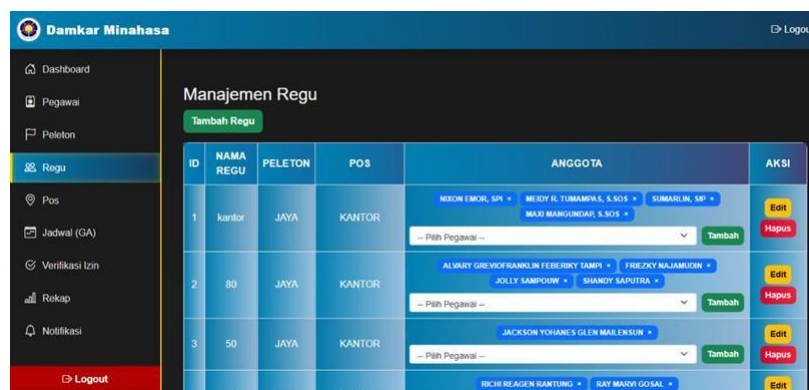 Damkar Minahasa
Logou
Dashboard
Pegawai
Peleton
Regu
Pos
Jadwal (GA)
Verifikasi Izin
Rekap
Notifikasi
Logout
Manajemen Regu
Tambah Regu
ID NAMA REGU PELETON POS ANGGOTA AKSI
NIXON EMOR, SPI × MEIDY R. TUMAMPAS, S.SOS × SUMARLIN, SIP ×
MAXI MANGUNDAP, S.SOS ×
1 kantor JAYA KANTOR -- Pilih Pegawai -- Tambah Edit Hapus
ALVARY GREVIOFRANKLIN FEBERIKY TAMPI × FRIEZKY NAJAMUDIN ×
JOLLY SAMPOUW × SHANDY SAPUTRA ×
2 80 JAYA KANTOR -- Pilih Pegawai -- Tambah Edit Hapus
JACKSON YOHANES GLEN MAILENSUN ×
3 50 JAYA KANTOR -- Pilih Pegawai -- Tambah Edit Hapus
RICHI REAGEN RANTUNG × RAY MARVI GOSAL × Edit